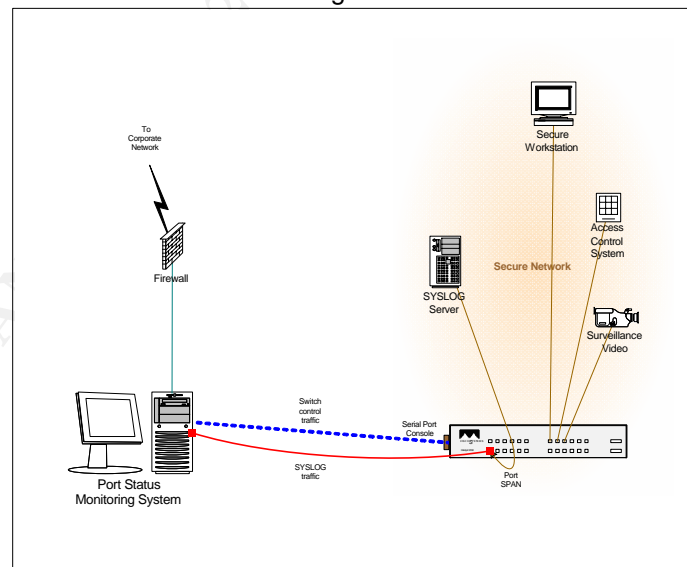 To
Corporate
Network
Firewall
Secure
Workstation
Access
Control
System
Secure Network
SYSLOG
Server
Surveillance
Video
Switch
control
traffic
Serial Port
Console
SYSLOG
traffic
Port
SPAN
Port Status
Monitoring System